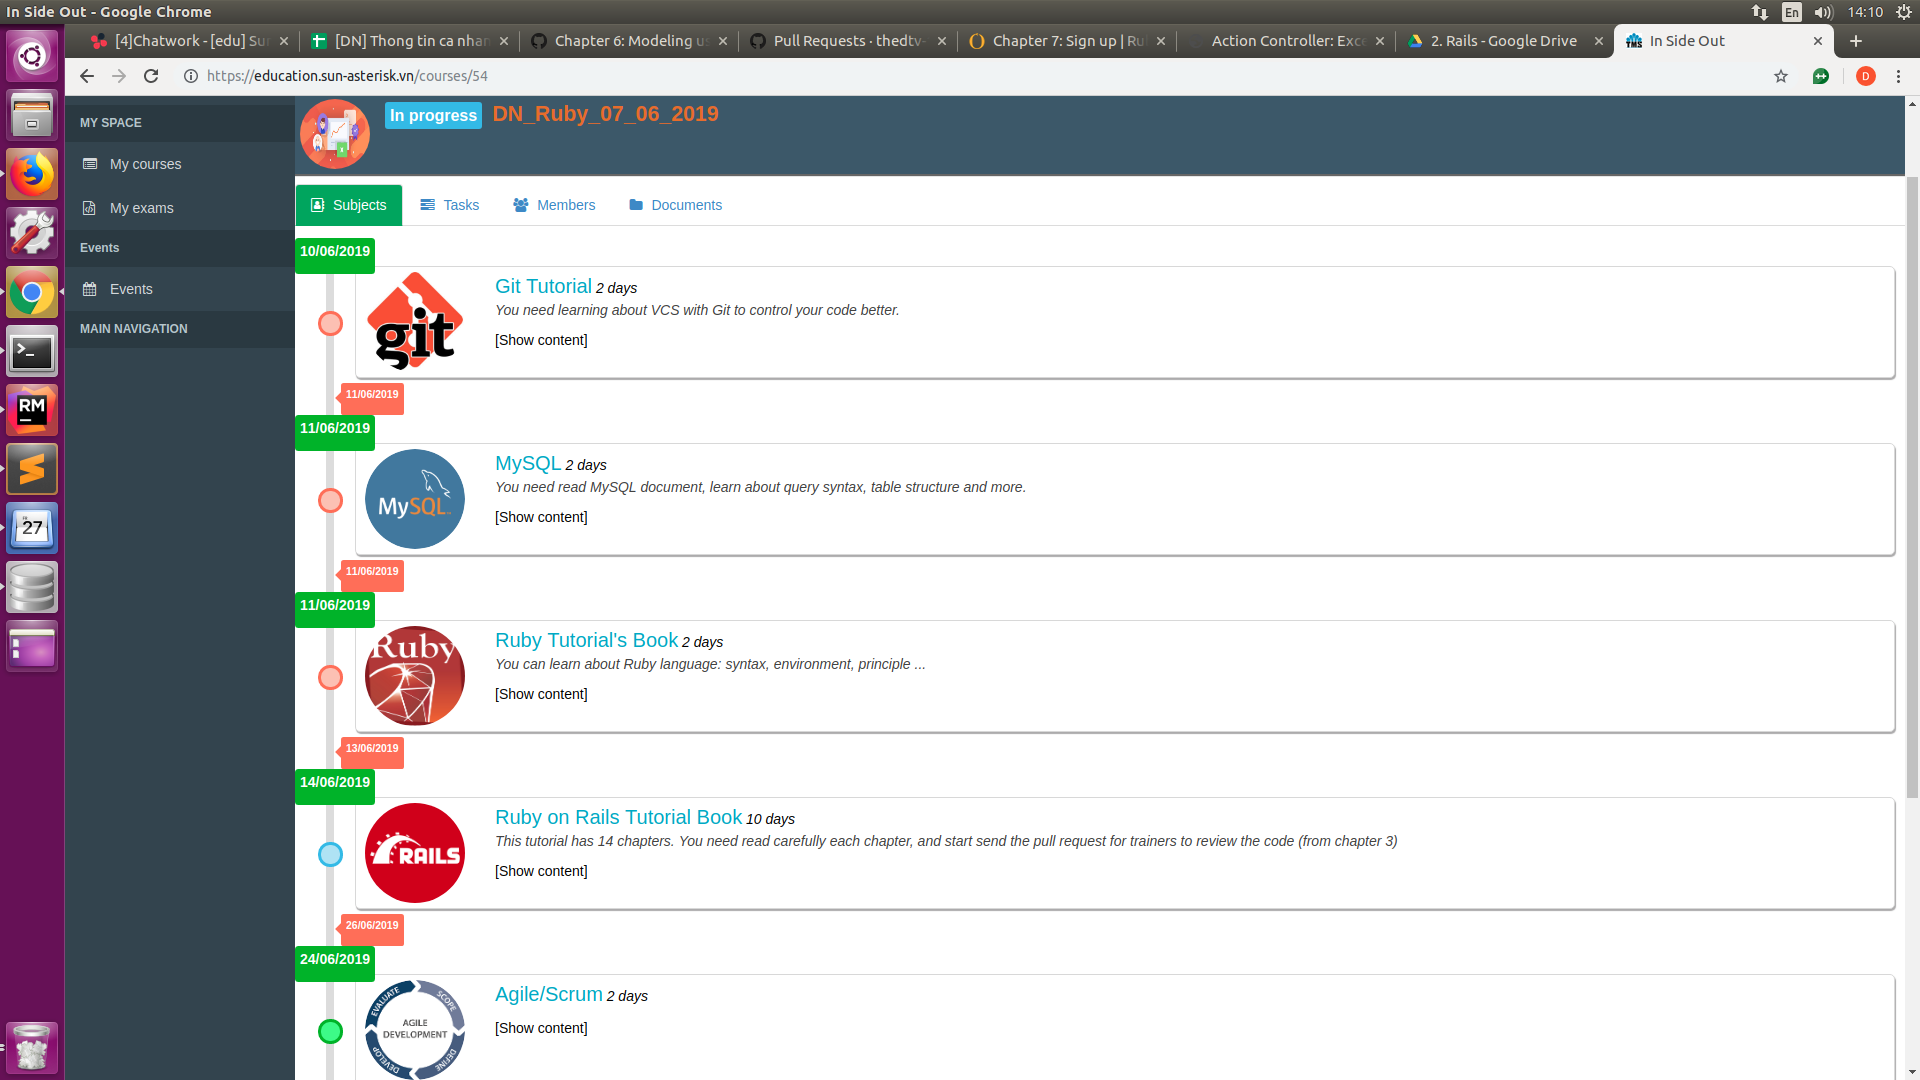 In Side Out - Google Chrome
En
14:10
[4]Chatwork - [edu] Su
[DN] Thong tin ca nhan
Chapter 6: Modeling us
Pull Requests · thedtv-
Chapter 7: Sign up | Ru
Action Controller: Exce
2. Rails - Google Drive
In Side Out
https://education.sun-asterisk.vn/courses/54
D
MY SPACE
My courses
My exams
Events
Events
MAIN NAVIGATION
In progress
DN_Ruby_07_06_2019
Subjects
Tasks
Members
Documents
10/06/2019
git
Git Tutorial 2 days
You need learning about VCS with Git to control your code better.
[Show content]
11/06/2019
11/06/2019
MySQL
MySQL 2 days
You need read MySQL document, learn about query syntax, table structure and more.
[Show content]
11/06/2019
11/06/2019
Ruby
Ruby Tutorial's Book 2 days
You can learn about Ruby language: syntax, environment, principle ...
[Show content]
13/06/2019
14/06/2019
RAILS
Ruby on Rails Tutorial Book 10 days
This tutorial has 14 chapters. You need read carefully each chapter, and start send the pull request for trainers to review the code (from chapter 3)
[Show content]
26/06/2019
24/06/2019
EVALUATE
SCOPE
AGILE
DEVELOPMENT
DEVELOP
DEFINE
Agile/Scrum 2 days
[Show content]
RM
27